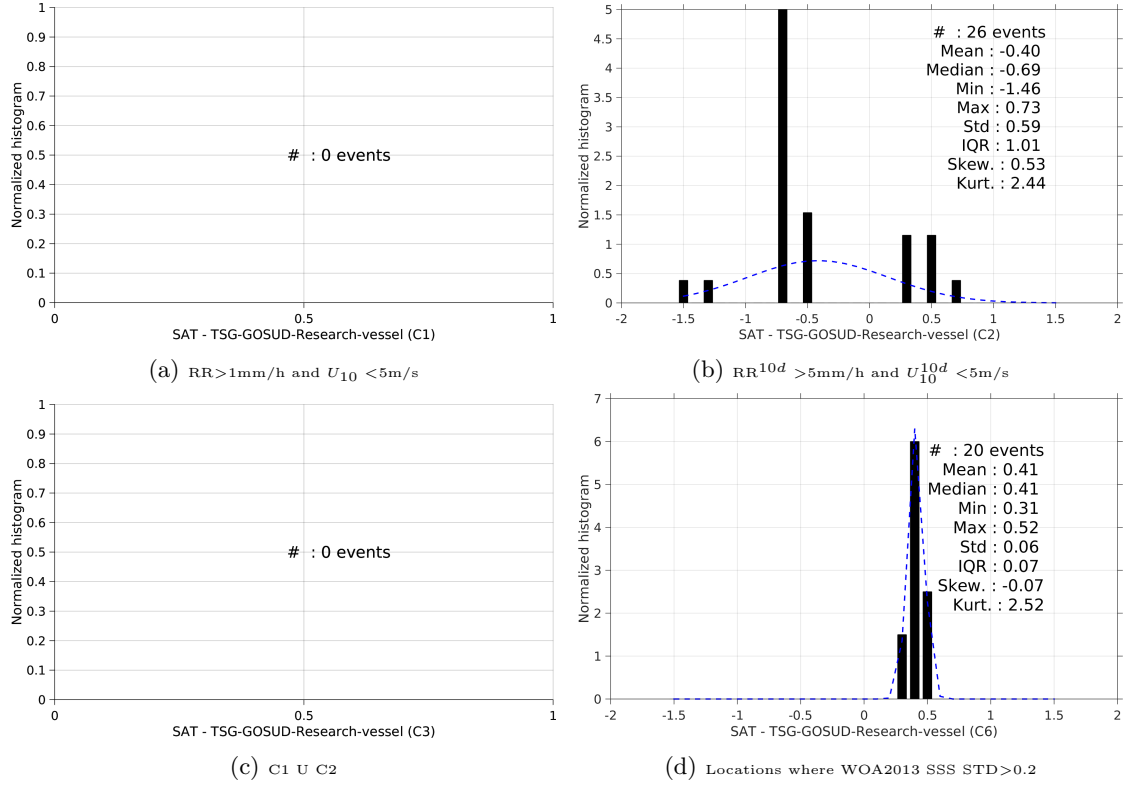 1
0.9
0.8
0.7
0.6
0.5
0.4
0.3
0.2
0.1
0
Normalized histogram
# : 0 events
0 0.5 1
SAT - TSG-GOSUD-Research-vessel (C1)
(a) RR>1mm/h and U10 <5m/s
5
4.5
4
3.5
3
2.5
2
1.5
1
0.5
0
Normalized histogram
# : 26 events
Mean : -0.40
Median : -0.69
Min : -1.46
Max : 0.73
Std : 0.59
IQR : 1.01
Skew. : 0.53
Kurt. : 2.44
-2 -1.5 -1 -0.5 0 0.5 1 1.5 2
SAT - TSG-GOSUD-Research-vessel (C2)
(b) RR^10d >5mm/h and U_10^10d <5m/s
1
0.9
0.8
0.7
0.6
0.5
0.4
0.3
0.2
0.1
0
Normalized histogram
# : 0 events
0 0.5 1
SAT - TSG-GOSUD-Research-vessel (C3)
(c) C1 U C2
7
6
5
4
3
2
1
0
Normalized histogram
# : 20 events
Mean : 0.41
Median : 0.41
Min : 0.31
Max : 0.52
Std : 0.06
IQR : 0.07
Skew. : -0.07
Kurt. : 2.52
-2 -1.5 -1 -0.5 0 0.5 1 1.5 2
SAT - TSG-GOSUD-Research-vessel (C6)
(d) Locations where WOA2013 SSS STD>0.2